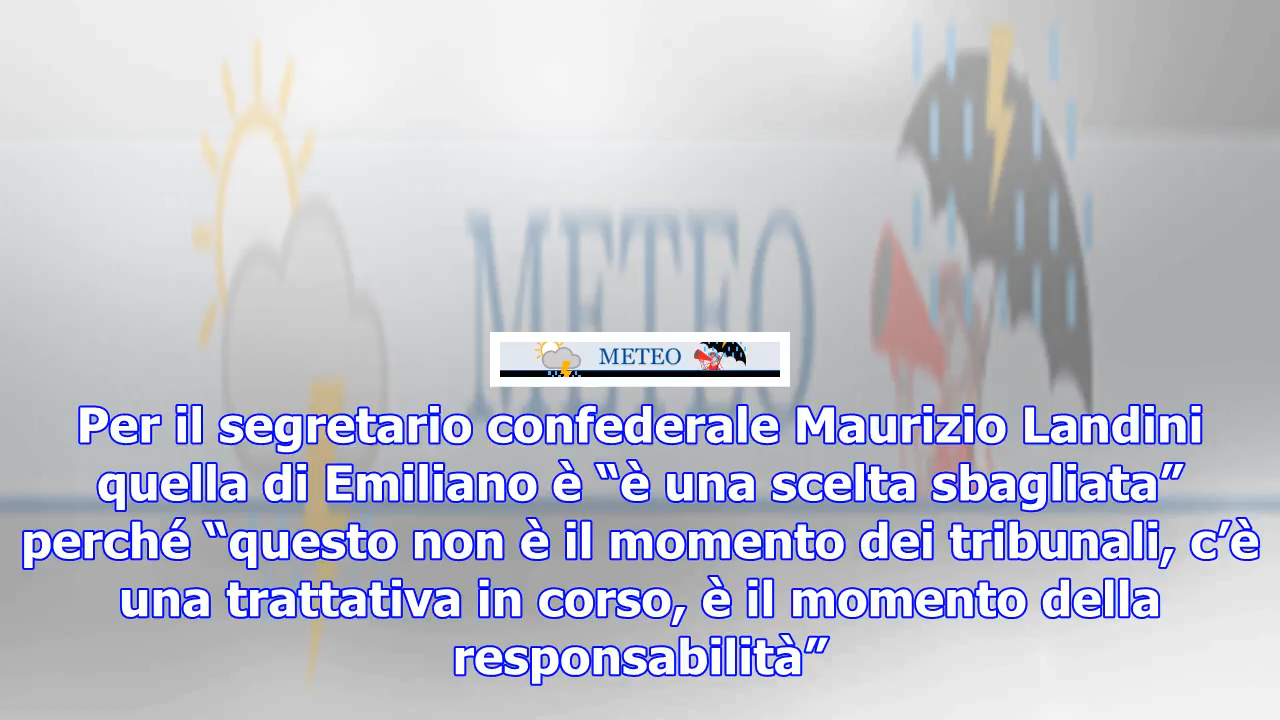 METEO
METEO
Per il segretario confederale Maurizio Landini
quella di Emiliano è “è una scelta sbagliata”
perché “questo non è il momento dei tribunali, c’è
una trattativa in corso, è il momento della
responsabilità”